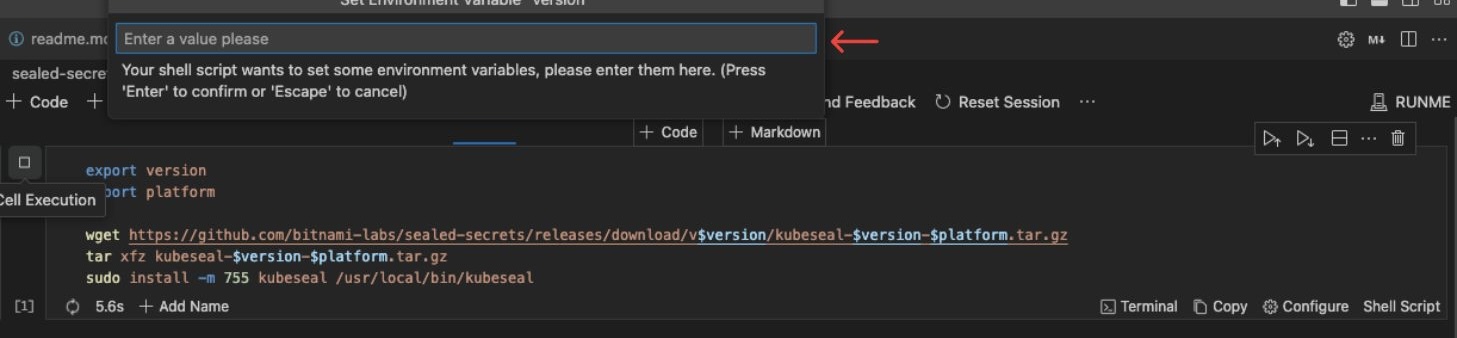 Set Environment Variable "version"
readme.md
Enter a value please
M↓
···
sealed-secre
Your shell script wants to set some environment variables, please enter them here. (Press
'Enter' to confirm or 'Escape' to cancel)
+ Code +
nd Feedback Reset Session ···
RUNME
+ Code + Markdown
···
export version
Cell Execution
port platform
wget https://github.com/bitnami-labs/sealed-secrets/releases/download/v$version/kubeseal-$version-$platform.tar.gz
tar xfz kubeseal-$version-$platform.tar.gz
sudo install -m 755 kubeseal /usr/local/bin/kubeseal
[1] 5.6s + Add Name
Terminal Copy Configure Shell Script